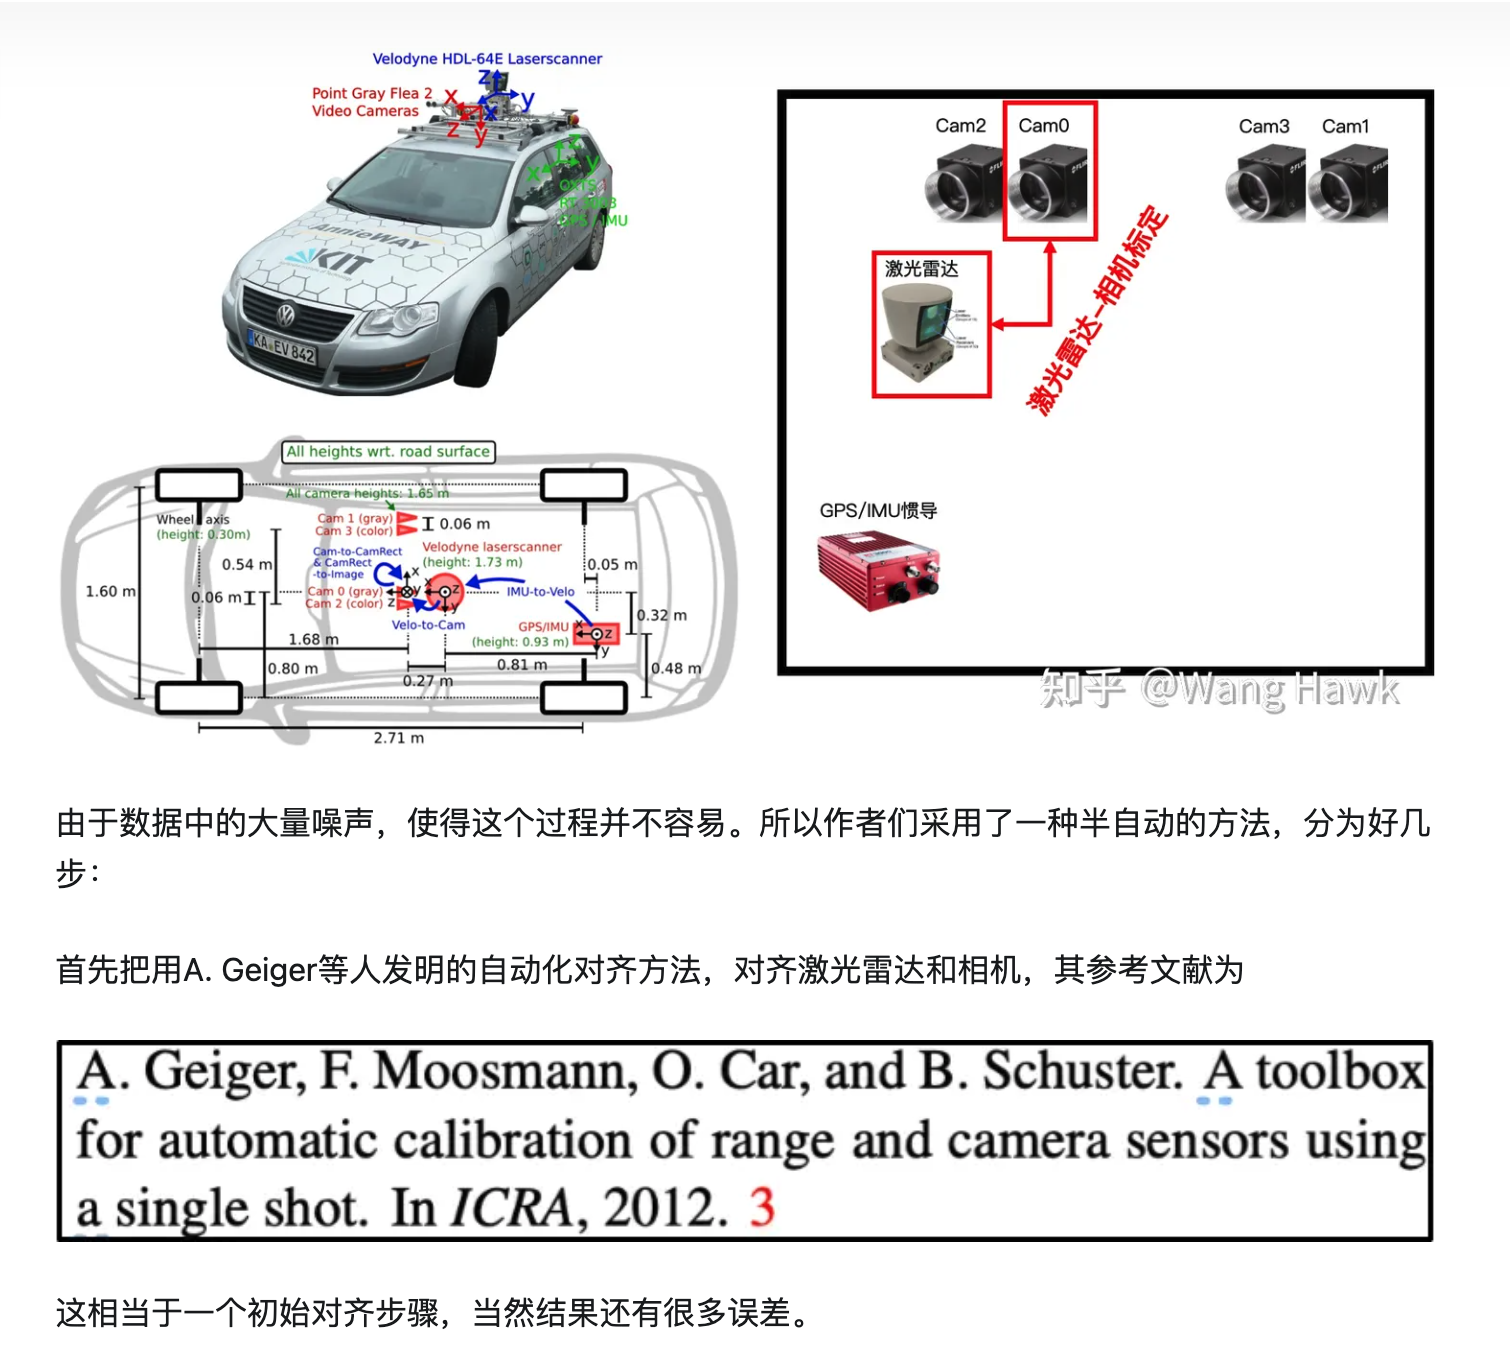 Velodyne HDL-64E Laserscanner
Point Gray Flea 2
Video Cameras
z
x
y
x
z
y
x
y
OXTS
GPS / IMU
AnnieWAY
KIT
KA EV 842
Cam2
Cam0
Cam3
Cam1
激光雷达
激光雷达—相机标定
GPS/IMU惯导
All heights wrt. road surface
All camera heights: 1.65 m
Wheel axis
(height: 0.30m)
Cam 1 (gray)
Cam 3 (color)
0.06 m
Cam-to-CamRect
& CamRect
-to-Image
Velodyne laserscanner
(height: 1.73 m)
0.54 m
0.05 m
1.60 m
0.06 m
Cam 0 (gray)
Cam 2 (color)
x
y
z
x
z
y
IMU-to-Velo
Velo-to-Cam
GPS/IMU
(height: 0.93 m)
x
z
y
0.32 m
1.68 m
0.80 m
0.27 m
0.81 m
0.48 m
2.71 m
知乎 @Wang Hawk
由于数据中的大量噪声，使得这个过程并不容易。所以作者们采用了一种半自动的方法，分为好几
步：
首先把用A. Geiger等人发明的自动化对齐方法，对齐激光雷达和相机，其参考文献为
A. Geiger, F. Moosmann, O. Car, and B. Schuster. A toolbox
for automatic calibration of range and camera sensors using
a single shot. In ICRA, 2012. 3
这相当于一个初始对齐步骤，当然结果还有很多误差。